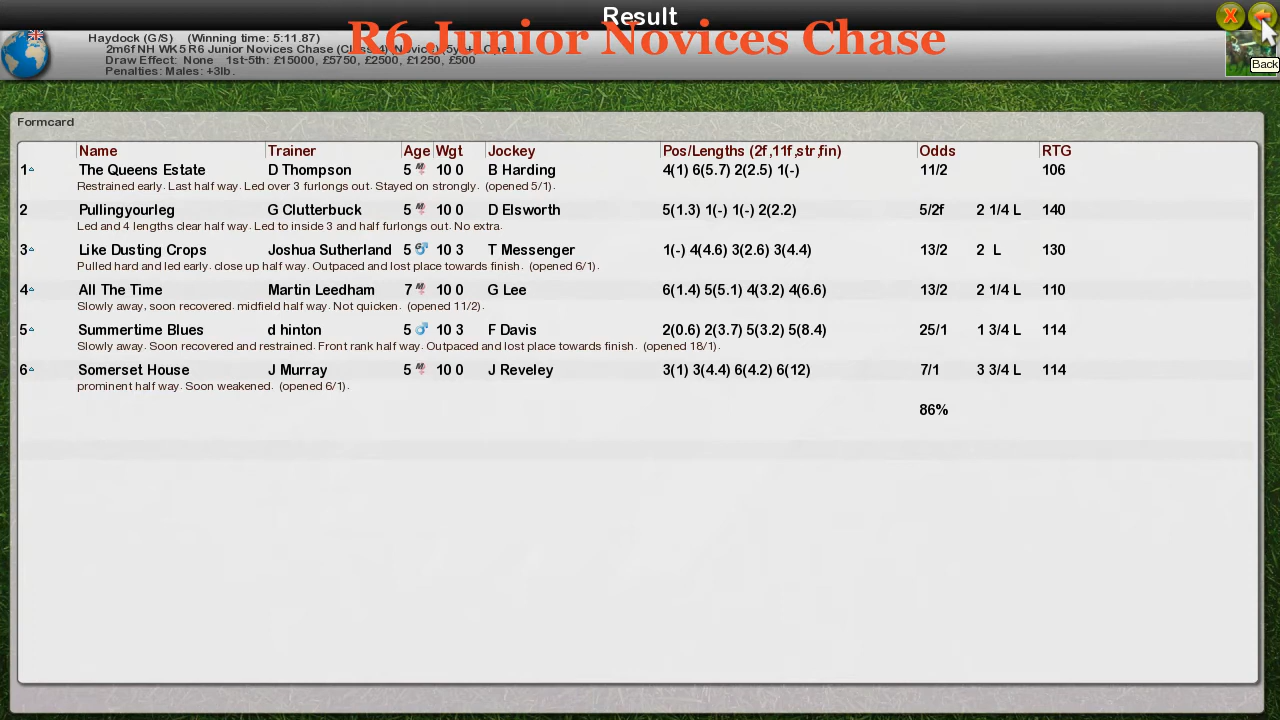 Result
R6 Junior Novices Chase
Haydock (G/S) (Winning time: 5:11.87)
2m6f NH WK5 R6 Junior Novices Chase (Class 4) (Novice) (5yo+) Open
Draw Effect: None 1st-5th: £15000, £5750, £2500, £1250, £500
Penalties: Males: +3lb.
Back
Formcard
Name Trainer Age Wgt Jockey Pos/Lengths (2f,11f,str,fin) Odds RTG
1 The Queens Estate D Thompson 5 10 0 B Harding 4(1) 6(5.7) 2(2.5) 1(-) 11/2 106
Restrained early. Last half way. Led over 3 furlongs out. Stayed on strongly. (opened 5/1).
2 Pullingyourleg G Clutterbuck 5 10 0 D Elsworth 5(1.3) 1(-) 1(-) 2(2.2) 5/2f 2 1/4 L 140
Led and 4 lengths clear half way. Led to inside 3 and half furlongs out. No extra.
3 Like Dusting Crops Joshua Sutherland 5 10 3 T Messenger 1(-) 4(4.6) 3(2.6) 3(4.4) 13/2 2 L 130
Pulled hard and led early. close up half way. Outpaced and lost place towards finish. (opened 6/1).
4 All The Time Martin Leedham 7 10 0 G Lee 6(1.4) 5(5.1) 4(3.2) 4(6.6) 13/2 2 1/4 L 110
Slowly away, soon recovered. midfield half way. Not quicken. (opened 11/2).
5 Summertime Blues d hinton 5 10 3 F Davis 2(0.6) 2(3.7) 5(3.2) 5(8.4) 25/1 1 3/4 L 114
Slowly away. Soon recovered and restrained. Front rank half way. Outpaced and lost place towards finish. (opened 18/1).
6 Somerset House J Murray 5 10 0 J Reveley 3(1) 3(4.4) 6(4.2) 6(12) 7/1 3 3/4 L 114
prominent half way. Soon weakened. (opened 6/1).
86%